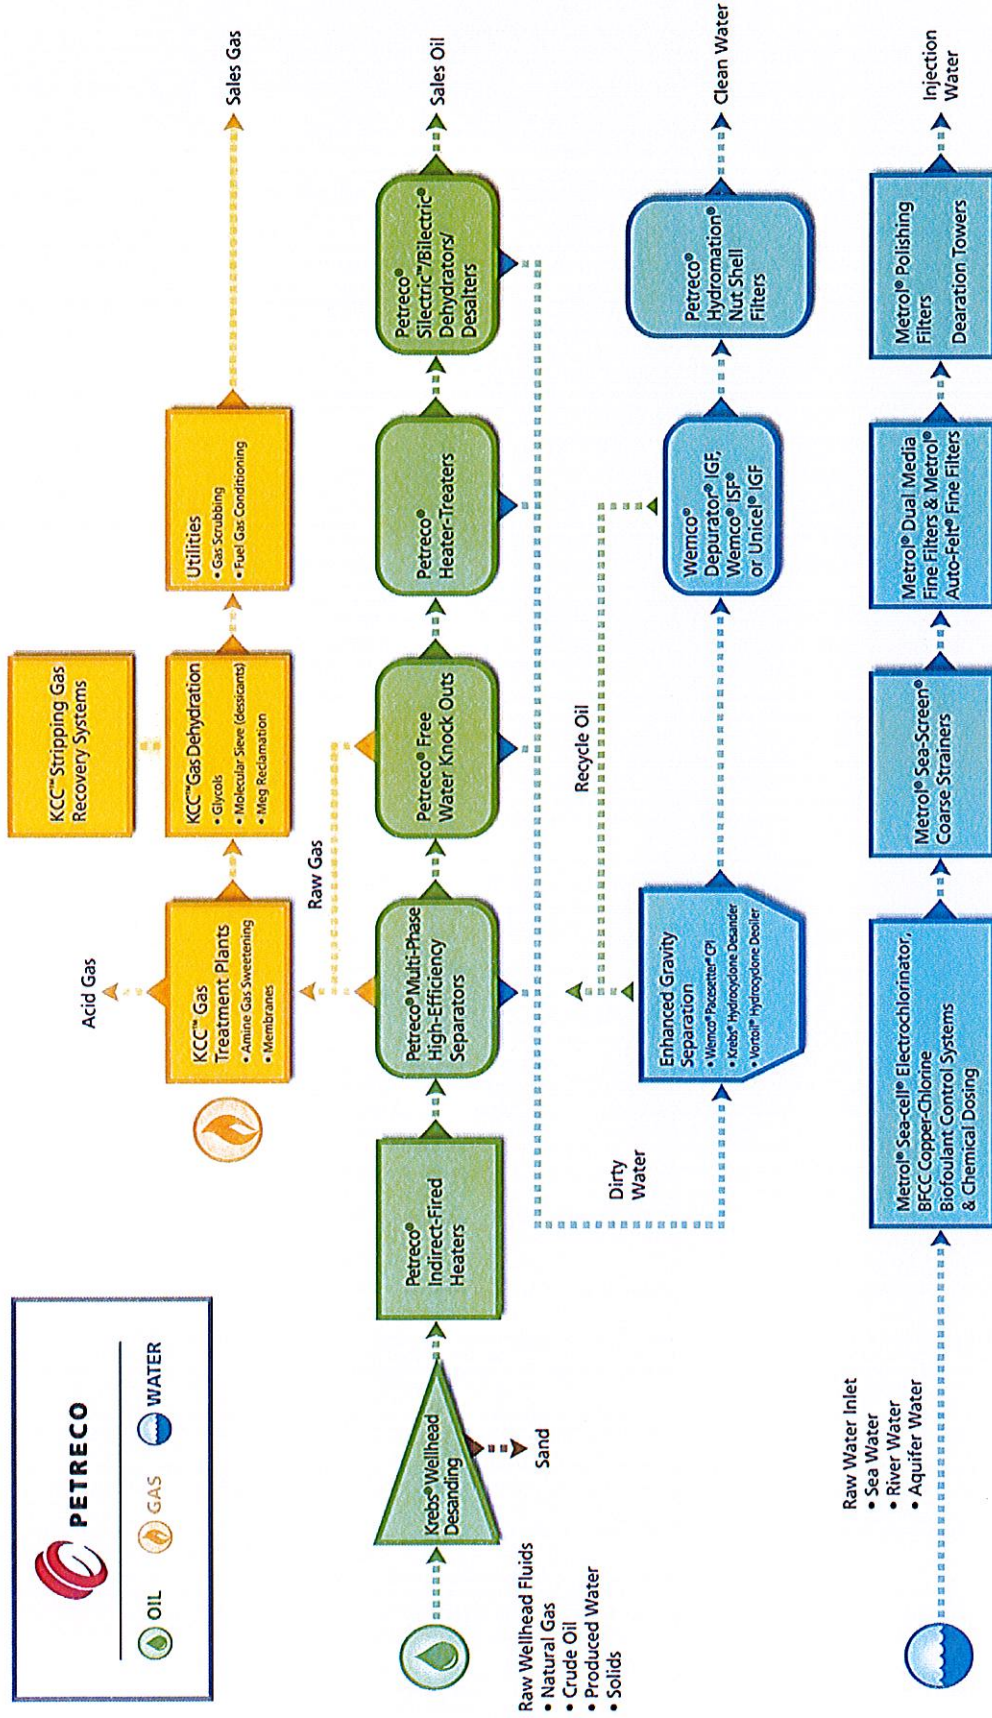 PETRECO
OIL
GAS
WATER
Acid Gas
KCC™ Gas
Treatment Plants
• Amine Gas Sweetening
• Membranes
KCC™ Stripping Gas
Recovery Systems
KCC™Gas Dehydration
• Glycols
• Molecular Sieve (dessicants)
• Meg Reclamation
Utilities
• Gas Scrubbing
• Fuel Gas Conditioning
Sales Gas
Raw Gas
Raw Wellhead Fluids
• Natural Gas
• Crude Oil
• Produced Water
• Solids
Krebs® Wellhead
Desanding
Sand
Petreco®
Indirect-Fired
Heaters
Petreco® Multi-Phase
High-Efficiency
Separators
Petreco® Free
Water Knock Outs
Petreco®
Heater-Treaters
Petreco®
Silectric™/Bilectric®
Dehydrators/
Desalters
Sales Oil
Recycle Oil
Dirty
Water
Enhanced Gravity
Separation
• Wemco® Pacesetter® CPI
• Krebs® Hydrocyclone Desander
• Vortoil® Hydrocyclone Deoiler
Wemco®
Depurator® IGF,
Wemco® ISF®
or Unicel® IGF
Petreco®
Hydromation®
Nut Shell
Filters
Clean Water
Raw Water Inlet
• Sea Water
• River Water
• Aquifer Water
Metrol® Sea-cell® Electrochlorinator,
BFCC Copper-Chlorine
Biofoulant Control Systems
& Chemical Dosing
Metrol® Sea-Screen®
Coarse Strainers
Metrol® Dual Media
Fine Filters & Metrol®
Auto-Felt® Fine Filters
Metrol® Polishing
Filters
Dearation Towers
Injection
Water